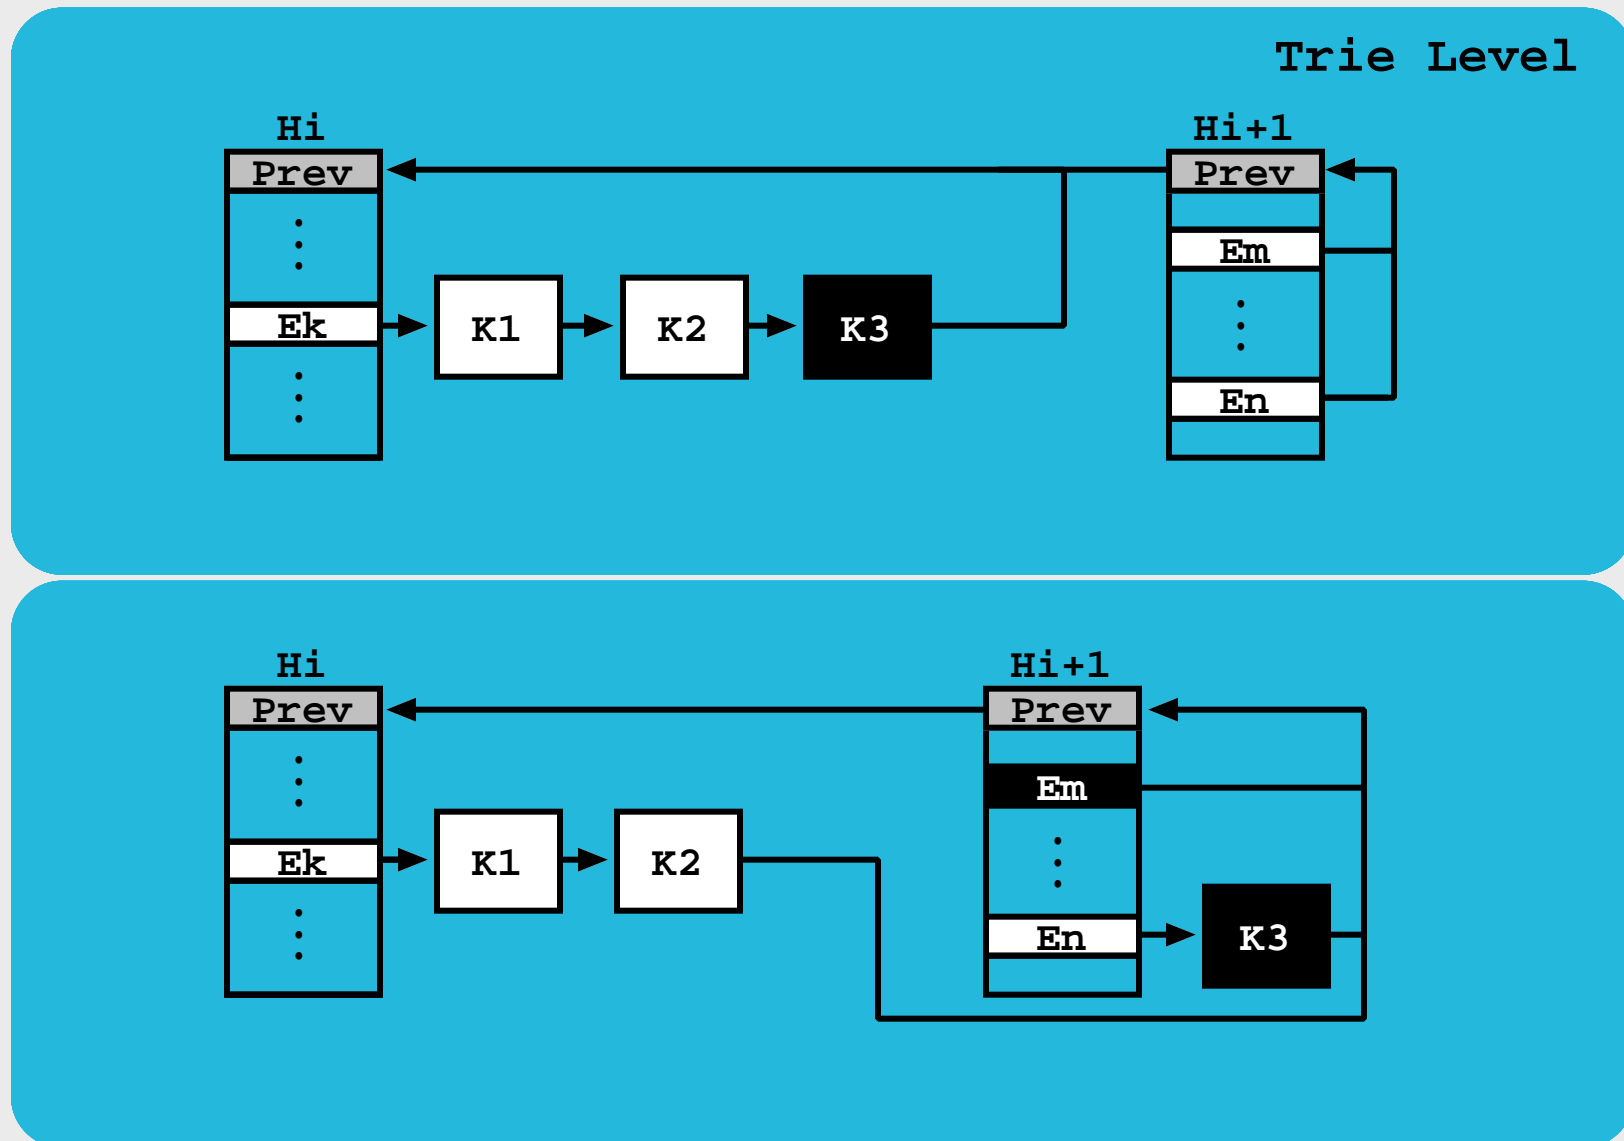 Trie Level
Hi
Hi+1
Prev
Prev
Em
Ek
K1
K2
K3
En
Hi
Hi+1
Prev
Prev
Em
Ek
K1
K2
En
K3